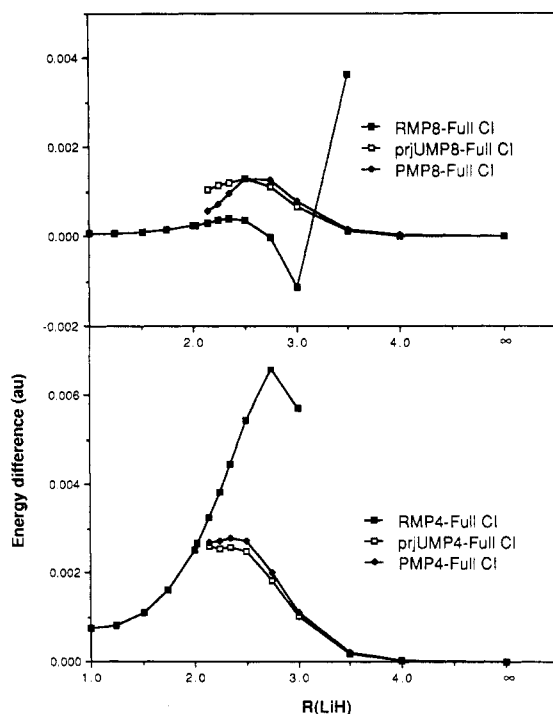 0.004
0.002
0.000
-0.002
RMP8-Full CI
prjUMP8-Full CI
PMP8-Full CI
2.0
3.0
4.0
∞
Energy difference (au)
0.006
0.004
0.002
0.000
RMP4-Full CI
prjUMP4-Full CI
PMP4-Full CI
1.0
2.0
3.0
4.0
∞
R(LiH)